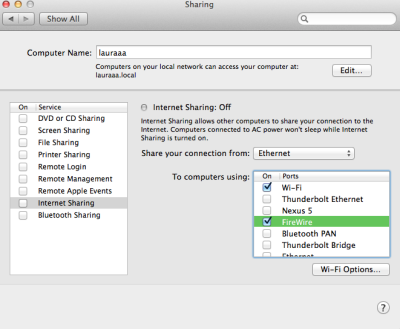 Sharing
Show All
Computer Name: lauraaa
Computers on your local network can access your computer at:
lauraaa.local
Edit...
On Service
DVD or CD Sharing
Screen Sharing
File Sharing
Printer Sharing
Remote Login
Remote Management
Remote Apple Events
Internet Sharing
Bluetooth Sharing
Internet Sharing: Off
Internet Sharing allows other computers to share your connection to the
Internet. Computers connected to AC power won't sleep while Internet
Sharing is turned on.
Share your connection from: Ethernet
To computers using:
On Ports
Wi-Fi
Thunderbolt Ethernet
Nexus S
FireWire
Bluetooth PAN
Thunderbolt Bridge
Ethernet
Wi-Fi Options...
?